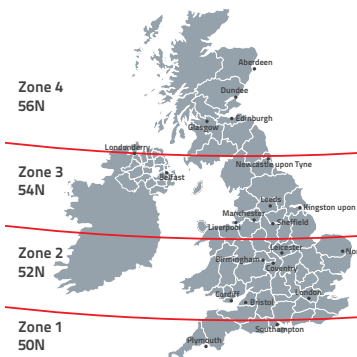 Aberdeen
Zone 4
56N
Dundee
Edinburgh
Glasgow
Londonderry
Newcastle upon Tyne
Zone 3
54N
Belfast
Leeds
Kingston upon
Manchester
Liverpool
Sheffield
Zone 2
52N
Leicester
Nor
Birmingham
Coventry
Cardiff
Bristol
London
Zone 1
50N
Southampton
Plymouth